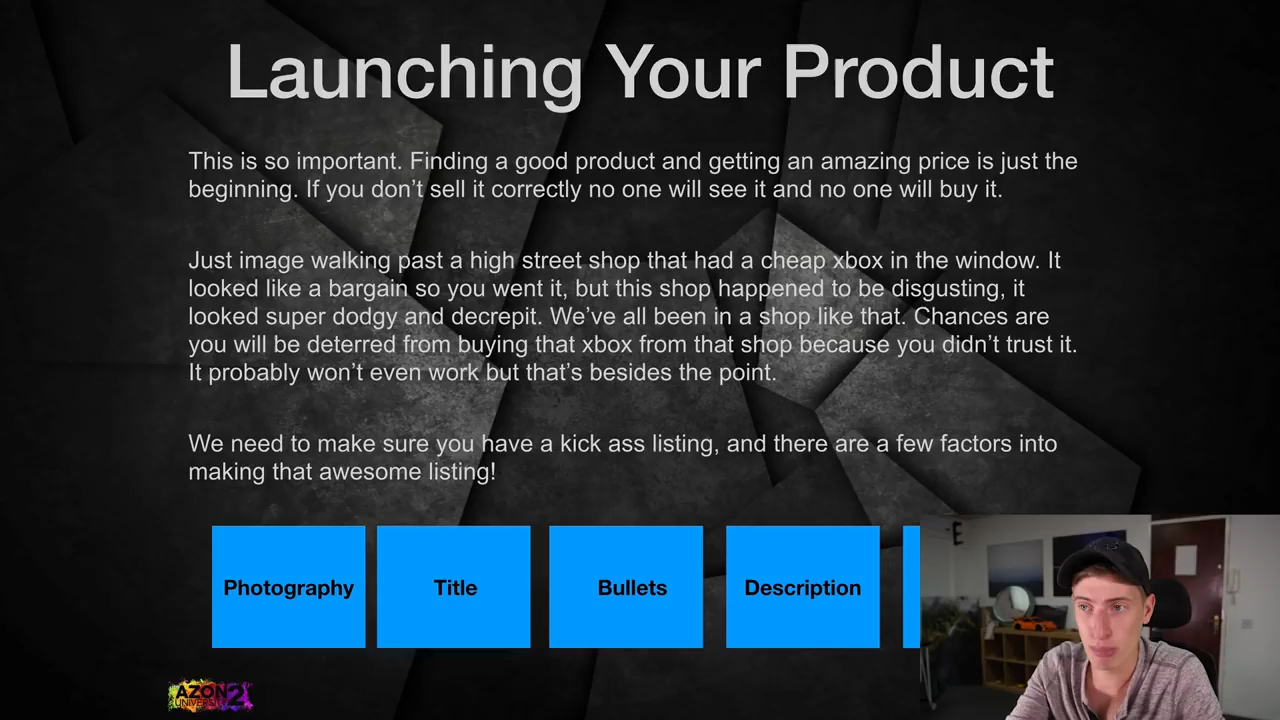 Launching Your Product
This is so important. Finding a good product and getting an amazing price is just the
beginning. If you don’t sell it correctly no one will see it and no one will buy it.
Just image walking past a high street shop that had a cheap xbox in the window. It
looked like a bargain so you went it, but this shop happened to be disgusting, it
looked super dodgy and decrepit. We’ve all been in a shop like that. Chances are
you will be deterred from buying that xbox from that shop because you didn’t trust it.
It probably won’t even work but that’s besides the point.
We need to make sure you have a kick ass listing, and there are a few factors into
making that awesome listing!
Photography
Title
Bullets
Description
AZON 2
UNIVERSITY